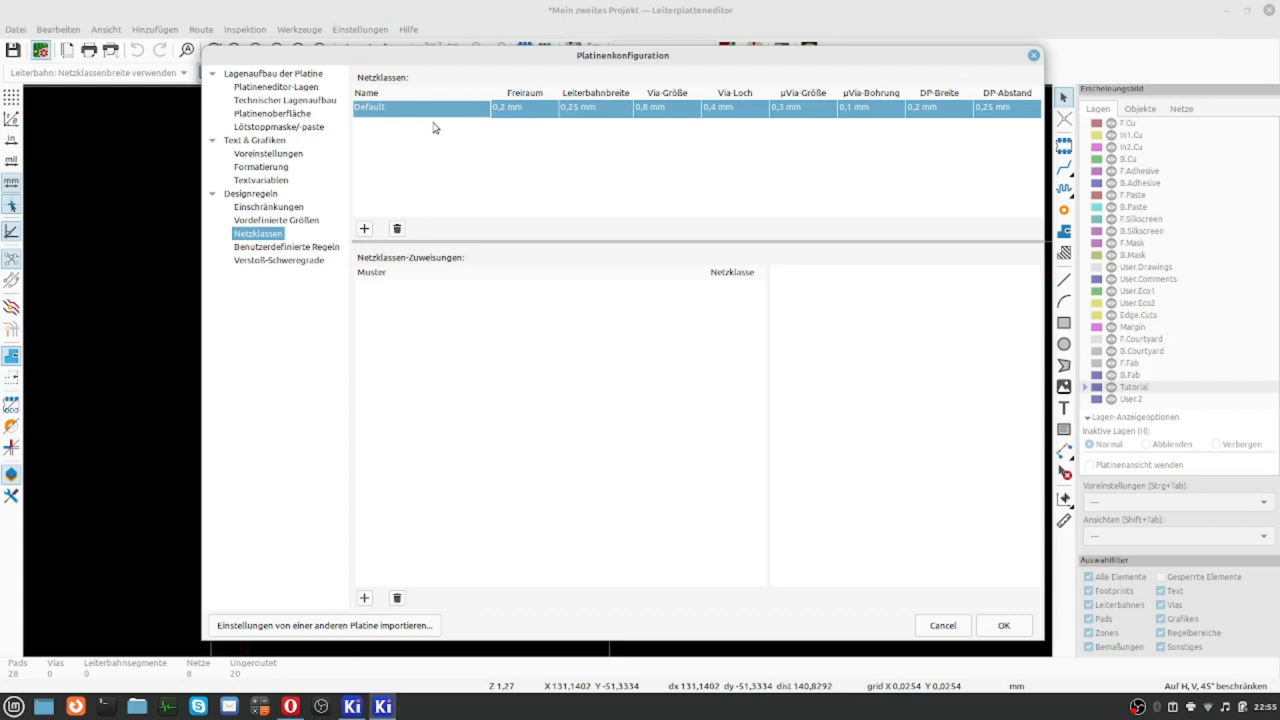 *Mein zweites Projekt — Leiterplatteneditor
Datei Bearbeiten Ansicht Hinzufügen Route Inspektion Werkzeuge Einstellungen Hilfe
Platinenkonfiguration
Leiterbahn: Netzklassenbreite verwenden
Lagenaufbau der Platine
Platineneditor-Lagen
Technischer Lagenaufbau
Platinenoberfläche
Lötstoppmaske/-paste
Text & Grafiken
Voreinstellungen
Formatierung
Textvariablen
Designregeln
Einschränkungen
Vordefinierte Größen
Netzklassen
Benutzerdefinierte Regeln
Verstoß-Schweregrade
Netzklassen:
Name Freiraum Leiterbahnbreite Via-Größe Via-Loch µVia-Größe µVia-Bohrung DP-Breite DP-Abstand
Default 0,2 mm 0,25 mm 0,8 mm 0,4 mm 0,3 mm 0,1 mm 0,2 mm 0,25 mm
Netzklassen-Zuweisungen:
Muster Netzklasse
Einstellungen von einer anderen Platine importieren...
Cancel OK
in
mil
mm
Erscheinungsbild
Lagen Objekte Netze
F.Cu
In1.Cu
In2.Cu
B.Cu
F.Adhesive
B.Adhesive
F.Paste
B.Paste
F.Silkscreen
B.Silkscreen
F.Mask
B.Mask
User.Drawings
User.Comments
User.Eco1
User.Eco2
Edge.Cuts
Margin
F.Courtyard
B.Courtyard
F.Fab
B.Fab
Tutorial
User.2
Lagen-Anzeigeoptionen
Inaktive Lagen (H):
Normal Abblenden Verbergen
Platinenansicht wenden
Voreinstellungen (Strg+Tab):
---
Ansichten (Shift+Tab):
---
Auswahlfilter
Alle Elemente Gesperrte Elemente
Footprints Text
Leiterbahnen Vias
Pads Grafiken
Zonen Regelbereiche
Bemaßungen Sonstiges
Pads Vias Leiterbahnsegmente Netze Ungeroutet
28 0 0 8 20
Z 1,27 X 131,1402 Y -51,3334 dx 131,1402 dy -51,3334 dist 140,8292 grid X 0,0254 Y 0,0254 mm Auf H, V, 45° beschränken
Ki Ki
22:55